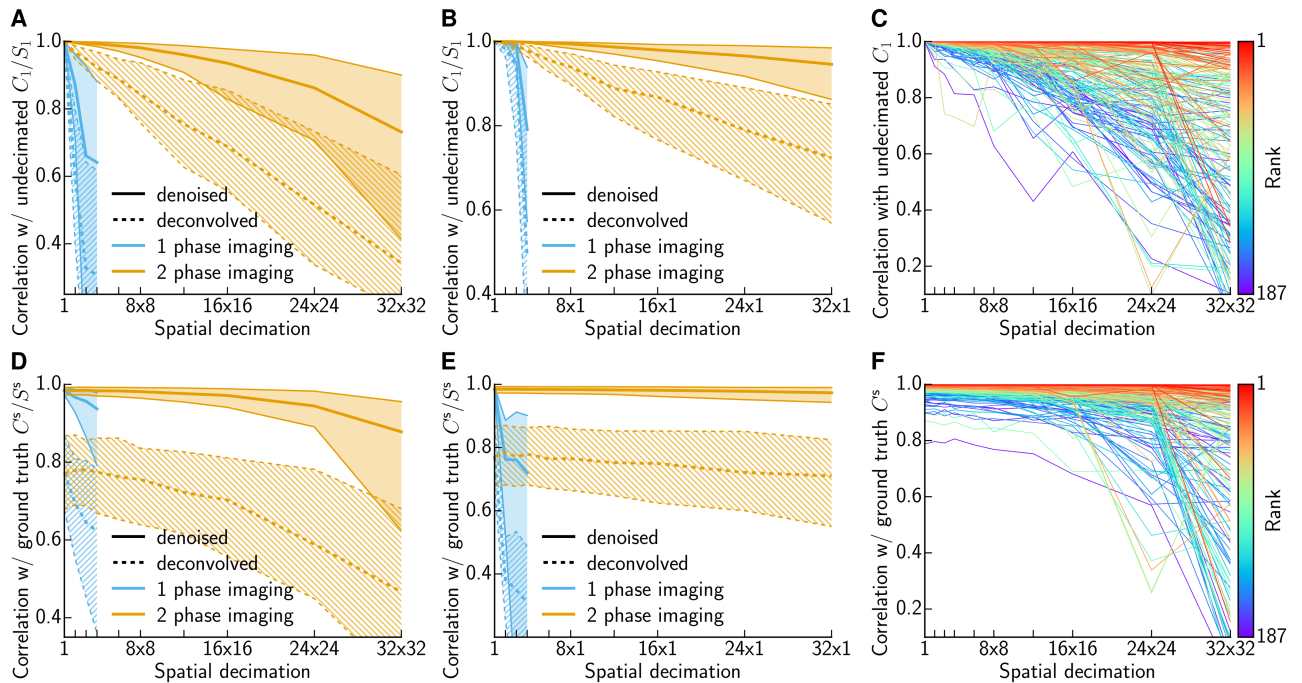 A
Correlation w/ undecimated C₁/S₁
1.0
0.8
0.6
0.4
denoised
deconvolved
1 phase imaging
2 phase imaging
1 8x8 16x16 24x24 32x32
Spatial decimation
B
Correlation w/ undecimated C₁/S₁
1.0
0.8
0.6
0.4
denoised
deconvolved
1 phase imaging
2 phase imaging
1 8x1 16x1 24x1 32x1
Spatial decimation
C
Correlation with undecimated C₁
1.0
0.8
0.6
0.4
0.2
1 8x8 16x16 24x24 32x32
Spatial decimation
1
Rank
187
D
Correlation w/ ground truth Cˢ/Sˢ
1.0
0.8
0.6
0.4
denoised
deconvolved
1 phase imaging
2 phase imaging
1 8x8 16x16 24x24 32x32
Spatial decimation
E
Correlation w/ ground truth Cˢ/Sˢ
1.0
0.8
0.6
0.4
denoised
deconvolved
1 phase imaging
2 phase imaging
1 8x1 16x1 24x1 32x1
Spatial decimation
F
Correlation w/ ground truth Cˢ
1.0
0.8
0.6
0.4
0.2
1 8x8 16x16 24x24 32x32
Spatial decimation
1
Rank
187